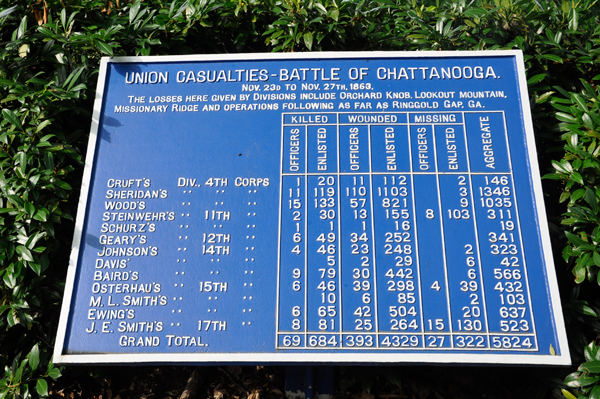 UNION CASUALTIES-BATTLE OF CHATTANOOGA.
NOV. 23D TO NOV. 27TH, 1863.
THE LOSSES HERE GIVEN BY DIVISIONS INCLUDE ORCHARD KNOB, LOOKOUT MOUNTAIN,
MISSIONARY RIDGE AND OPERATIONS FOLLOWING AS FAR AS RINGGOLD GAP, GA.
KILLED WOUNDED MISSING
OFFICERS ENLISTED OFFICERS ENLISTED OFFICERS ENLISTED AGGREGATE
CRUFT'S DIV., 4TH CORPS 1 20 11 112 2 146
SHERIDAN'S " " " 11 119 110 1103 3 1346
WOOD'S " " " 15 133 57 821 9 1035
STEINWEHR'S " 11TH " 2 30 13 155 8 103 311
SCHURZ'S " " " 1 1 1 16 19
GEARY'S " 12TH " 6 49 34 252 341
JOHNSON'S " 14TH " 4 46 23 248 2 323
DAVIS' " " " 5 2 29 6 42
BAIRD'S " " " 9 79 30 442 6 566
OSTERHAU'S " 15TH " 6 46 39 298 4 39 432
M. L. SMITH'S " " " 10 6 85 2 103
EWING'S " " " 6 65 42 504 20 637
J. E. SMITH'S " 17TH " 8 81 25 264 15 130 523
GRAND TOTAL. 69 684 393 4329 27 322 5824